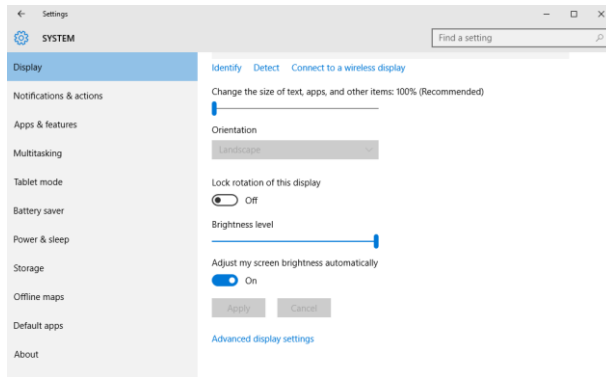 Settings
SYSTEM
Find a setting
Display
Notifications & actions
Apps & features
Multitasking
Tablet mode
Battery saver
Power & sleep
Storage
Offline maps
Default apps
About
Identify Detect Connect to a wireless display
Change the size of text, apps, and other items: 100% (Recommended)
Orientation
Landscape
Lock rotation of this display
Off
Brightness level
Adjust my screen brightness automatically
On
Apply Cancel
Advanced display settings